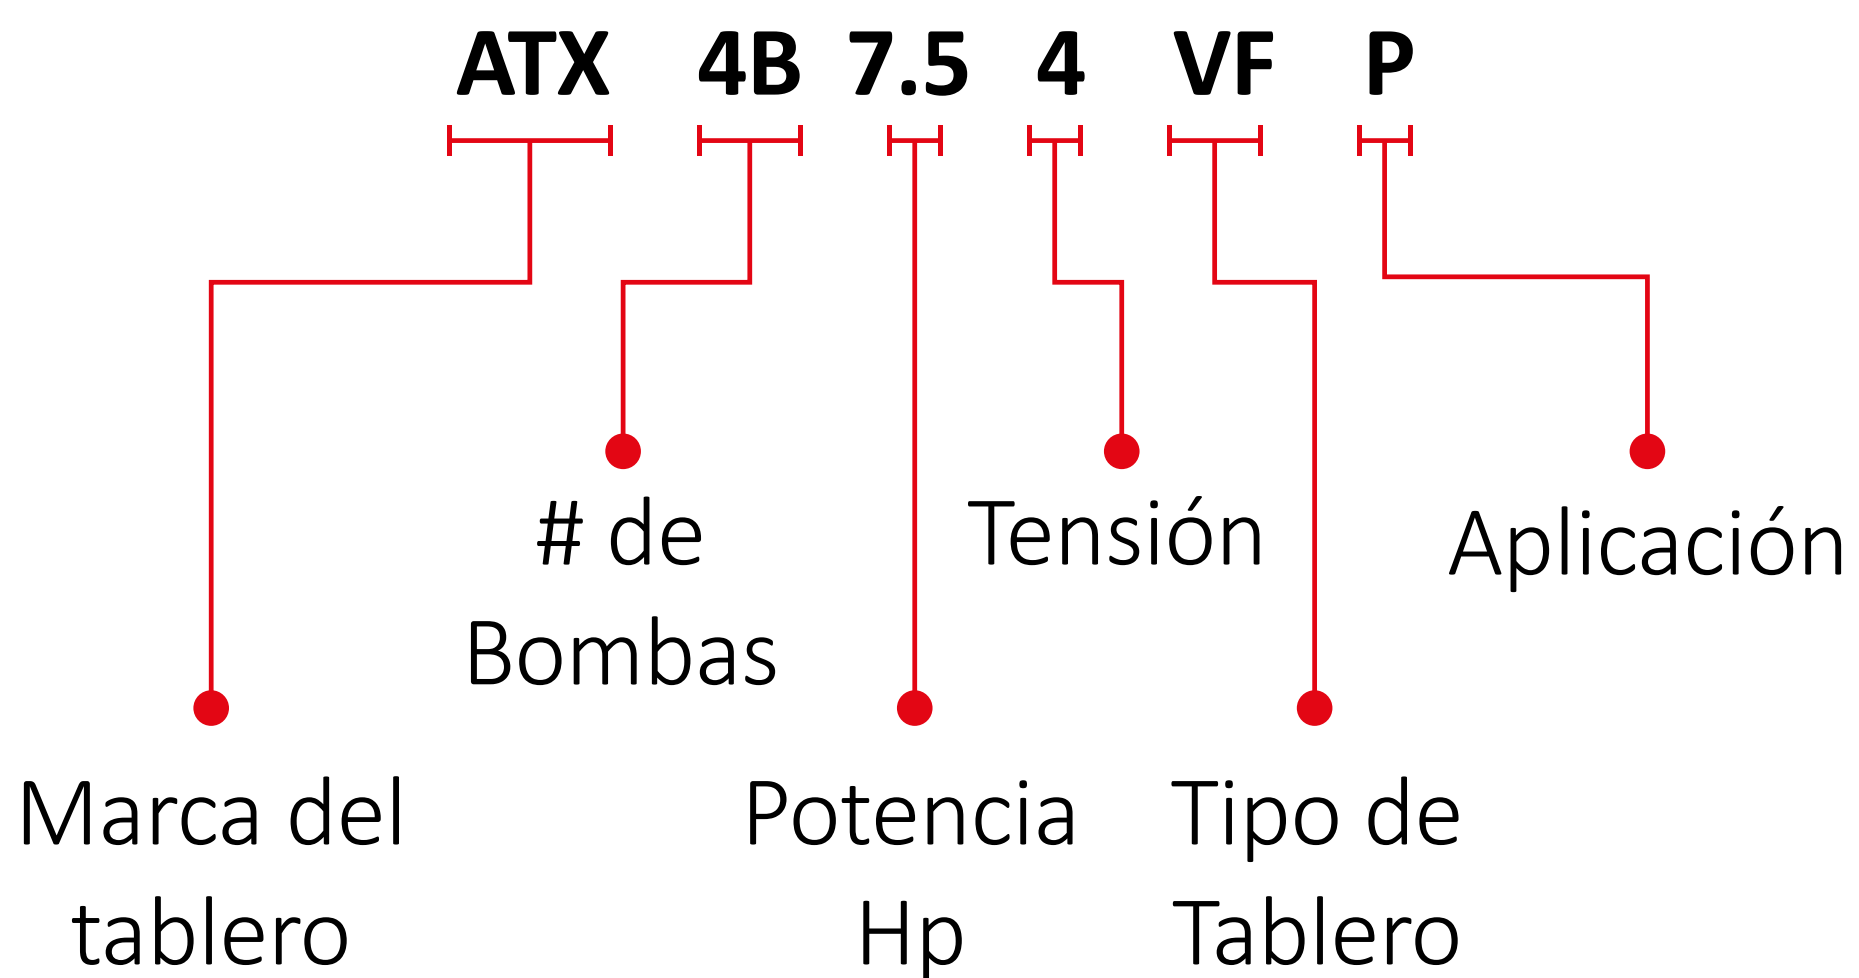 ATX 4B 7.5 4 VF P
# de
Bombas
Tensión
Aplicación
Marca del
tablero
Potencia
Hp
Tipo de
Tablero